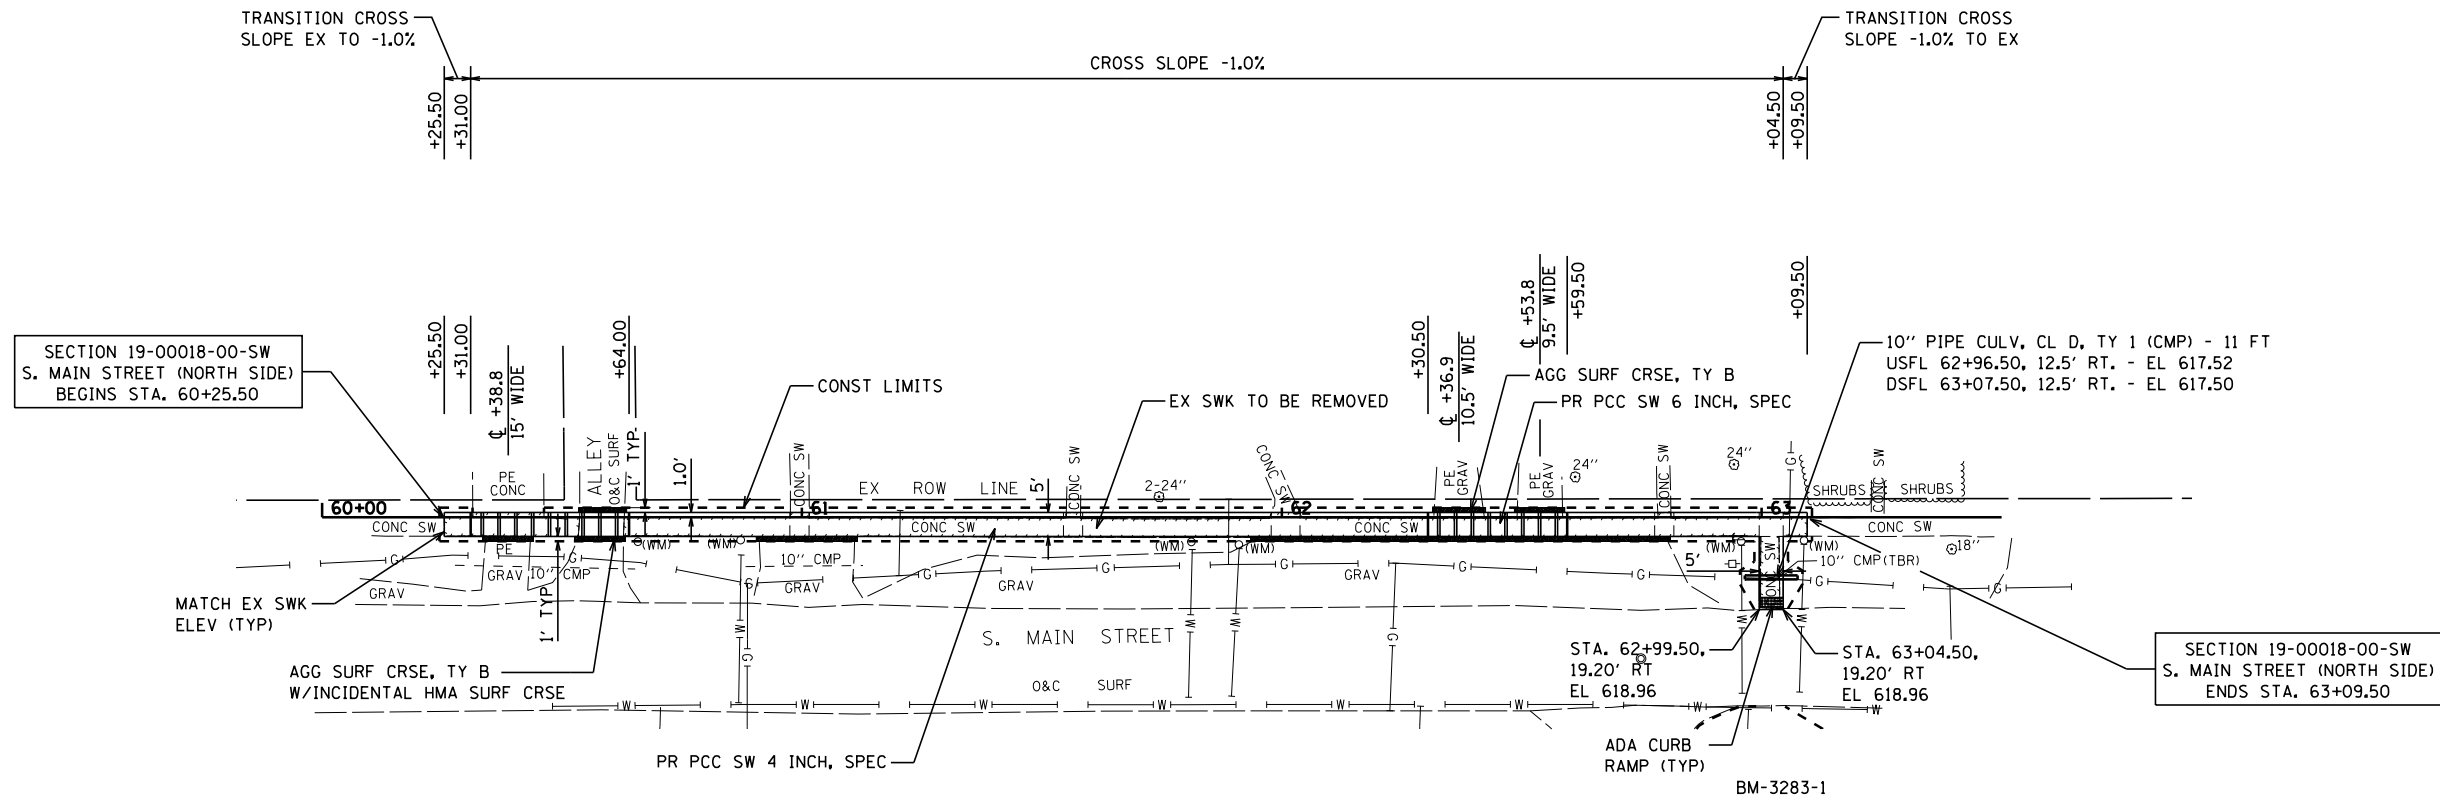 TRANSITION CROSS
SLOPE EX TO -1.0%
TRANSITION CROSS
SLOPE -1.0% TO EX
CROSS SLOPE -1.0%
+25.50
+31.00
+04.50
+09.50
SECTION 19-00018-00-SW
S. MAIN STREET (NORTH SIDE)
BEGINS STA. 60+25.50
+25.50
+31.00
℄ +38.8
15' WIDE
+64.00
+30.50
℄ +36.9
10.5' WIDE
℄ +53.8
9.5' WIDE
+59.50
+09.50
CONST LIMITS
EX SWK TO BE REMOVED
AGG SURF CRSE, TY B
PR PCC SW 6 INCH, SPEC
10" PIPE CULV, CL D, TY 1 (CMP) - 11 FT
USFL 62+96.50, 12.5' RT. - EL 617.52
DSFL 63+07.50, 12.5' RT. - EL 617.50
PE
CONC
ALLEY
O&C SURF
1' TYP
1.0'
CONC SW
EX ROW LINE
5'
CONC SW
2-24"
CONC SW
PE
GRAV
PE
GRAV
24"
CONC SW
24"
G
SHRUBS
CONC SW
SHRUBS
60+00
61
62
63
CONC SW
CONC SW
CONC SW
CONC SW
PE
GRAV
10" CMP
(WM)
(WM)
10" CMP
GRAV
(WM)
(WM)
GRAV
(WM)
(WM)
5'
CONC SW
10" CMP(TBR)
18"
GRAV
G
G
G
G
G
G
G
G
G
G
1' TYP
MATCH EX SWK
ELEV (TYP)
W
G
W
W
G
W
W
S. MAIN STREET
O&C SURF
AGG SURF CRSE, TY B
W/INCIDENTAL HMA SURF CRSE
STA. 62+99.50,
19.20' RT
EL 618.96
STA. 63+04.50,
19.20' RT
EL 618.96
SECTION 19-00018-00-SW
S. MAIN STREET (NORTH SIDE)
ENDS STA. 63+09.50
W
W
W
W
W
W
W
W
PR PCC SW 4 INCH, SPEC
ADA CURB
RAMP (TYP)
BM-3283-1